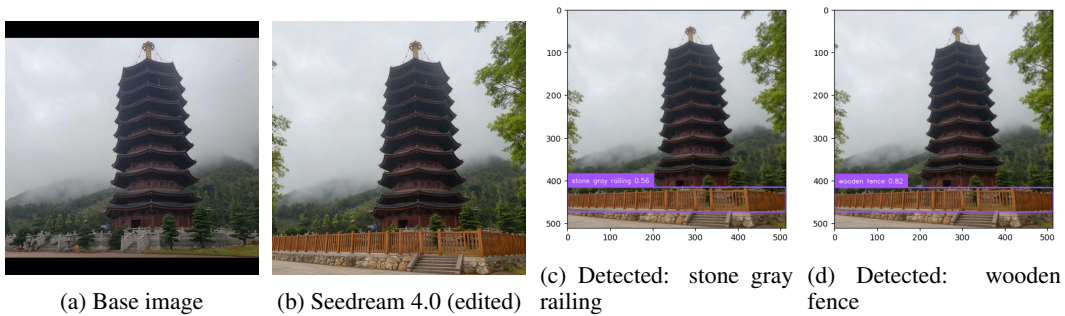 0
100
200
300
400
500
stone gray railing 0.56
0 100 200 300 400 500
0
100
200
300
400
500
wooden fence 0.82
0 100 200 300 400 500
(a) Base image
(b) Seedream 4.0 (edited)
(c) Detected: stone gray
railing
(d) Detected: wooden
fence